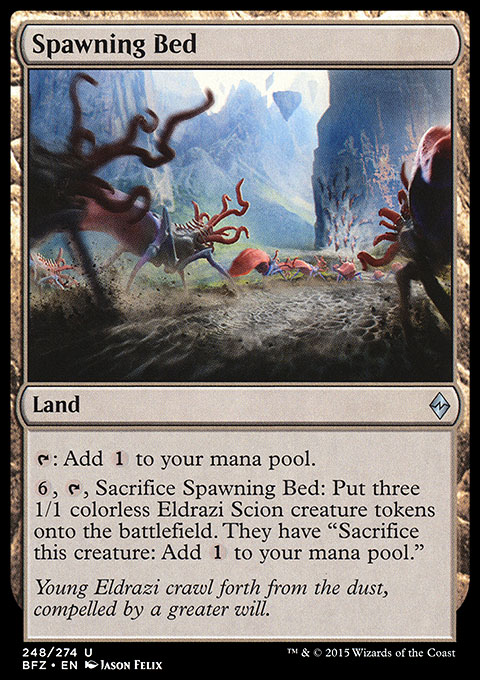 Spawning Bed
Land
: Add 1 to your mana pool.
6, , Sacrifice Spawning Bed: Put three
1/1 colorless Eldrazi Scion creature tokens
onto the battlefield. They have “Sacrifice
this creature: Add 1 to your mana pool.”
Young Eldrazi crawl forth from the dust,
compelled by a greater will.
248/274 U
BFZ • EN Jason Felix
™ & © 2015 Wizards of the Coast